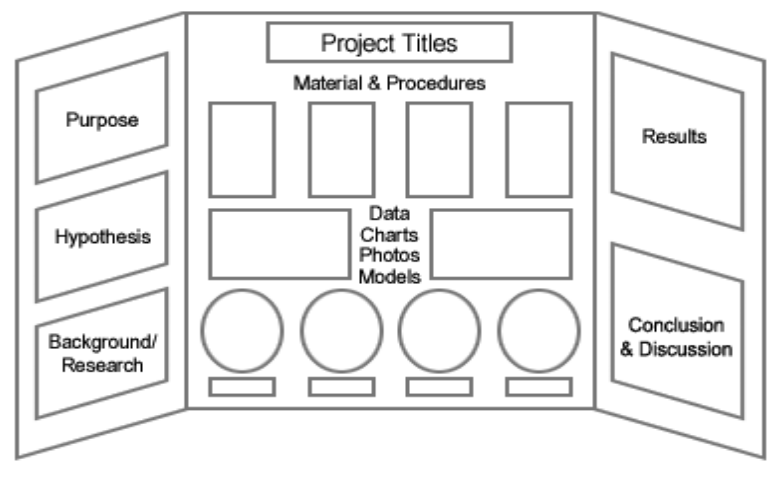 Project Titles
Material & Procedures
Purpose
Hypothesis
Background/
Research
Data
Charts
Photos
Models
Results
Conclusion
& Discussion